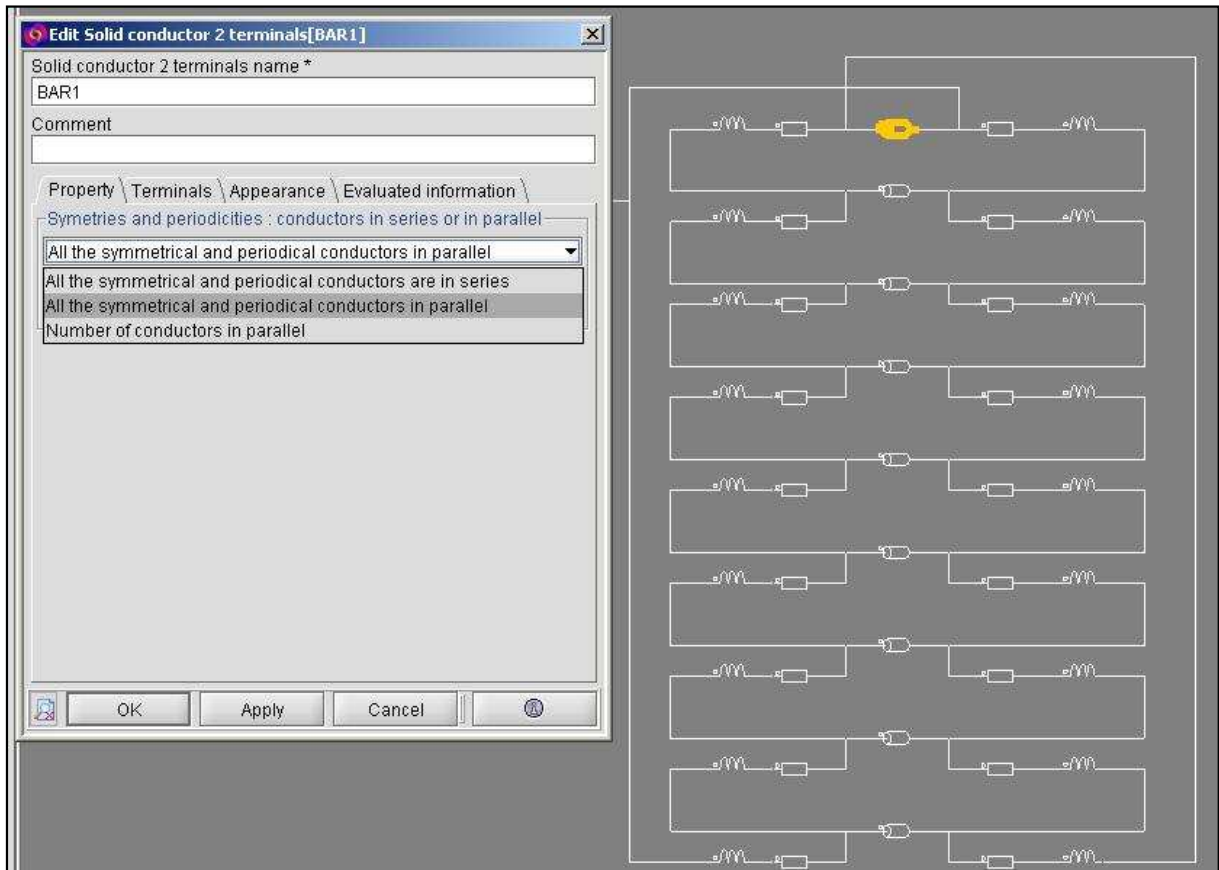 Edit Solid conductor 2 terminals[BAR1]
Solid conductor 2 terminals name *
BAR1
Comment
Property Terminals Appearance Evaluated information
Symetries and periodicities : conductors in series or in parallel
All the symmetrical and periodical conductors in parallel
All the symmetrical and periodical conductors are in series
All the symmetrical and periodical conductors in parallel
Number of conductors in parallel
OK Apply Cancel